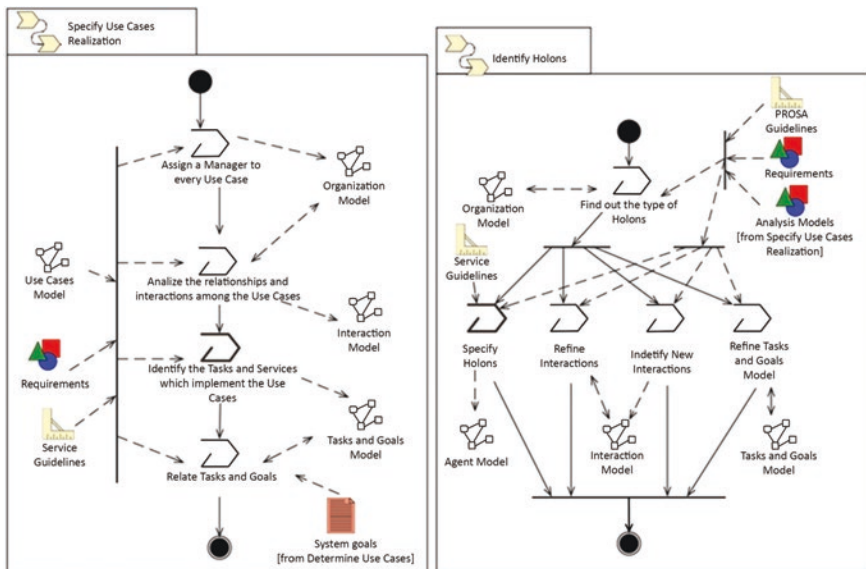 Specify Use Cases
Realization
Assign a Manager to
every Use Case
Organization
Model
Use Cases
Model
Analize the relationships and
interactions among the Use Cases
Interaction
Model
Requirements
Identify the Tasks and Services
which implement the Use
Cases
Service
Guidelines
Tasks and Goals
Model
Relate Tasks and Goals
System goals
[from Determine Use Cases]
Identify Holons
PROSA
Guidelines
Requirements
Organization
Model
Find out the type of
Holons
Analysis Models
[from Specify Use Cases
Realization]
Service
Guidelines
Specify
Holons
Refine
Interactions
Indetify New
Interactions
Refine Tasks
and Goals
Model
Agent Model
Interaction
Model
Tasks and
Goals Model